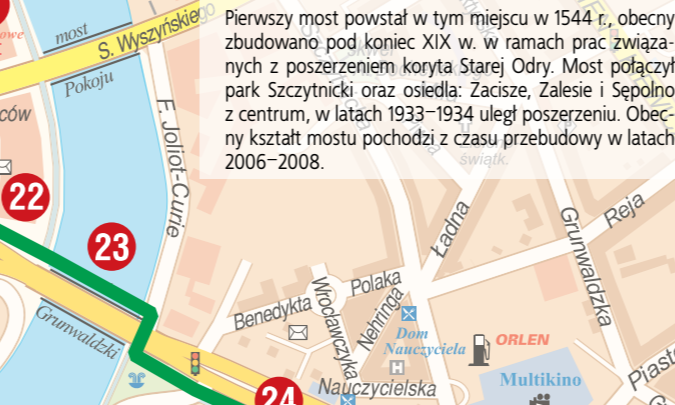 Pierwszy most powstał w tym miejscu w 1544 r., obecny
zbudowano pod koniec XIX w. w ramach prac związa-
nych z poszerzeniem koryta Starej Odry. Most połączył
park Szczytnicki oraz osiedla: Zacisze, Zalesie i Sępolno
z centrum, w latach 1933–1934 uległ poszerzeniu. Obec-
ny kształt mostu pochodzi z czasu przebudowy w latach
2006–2008.
most
Pokoju
S. Wyszyńskiego
F. Joliot-Curie
świątk.
22
23
Ładna
Reja
Grunwaldzka
Benedykta
Polaka
Wrocławczyka
Nehringa
Grunwaldzki
Dom
Nauczyciela
H
ORLEN
Multikino
Nauczycielska
24